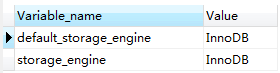 Variable_name Value
default_storage_engine InnoDB
storage_engine InnoDB